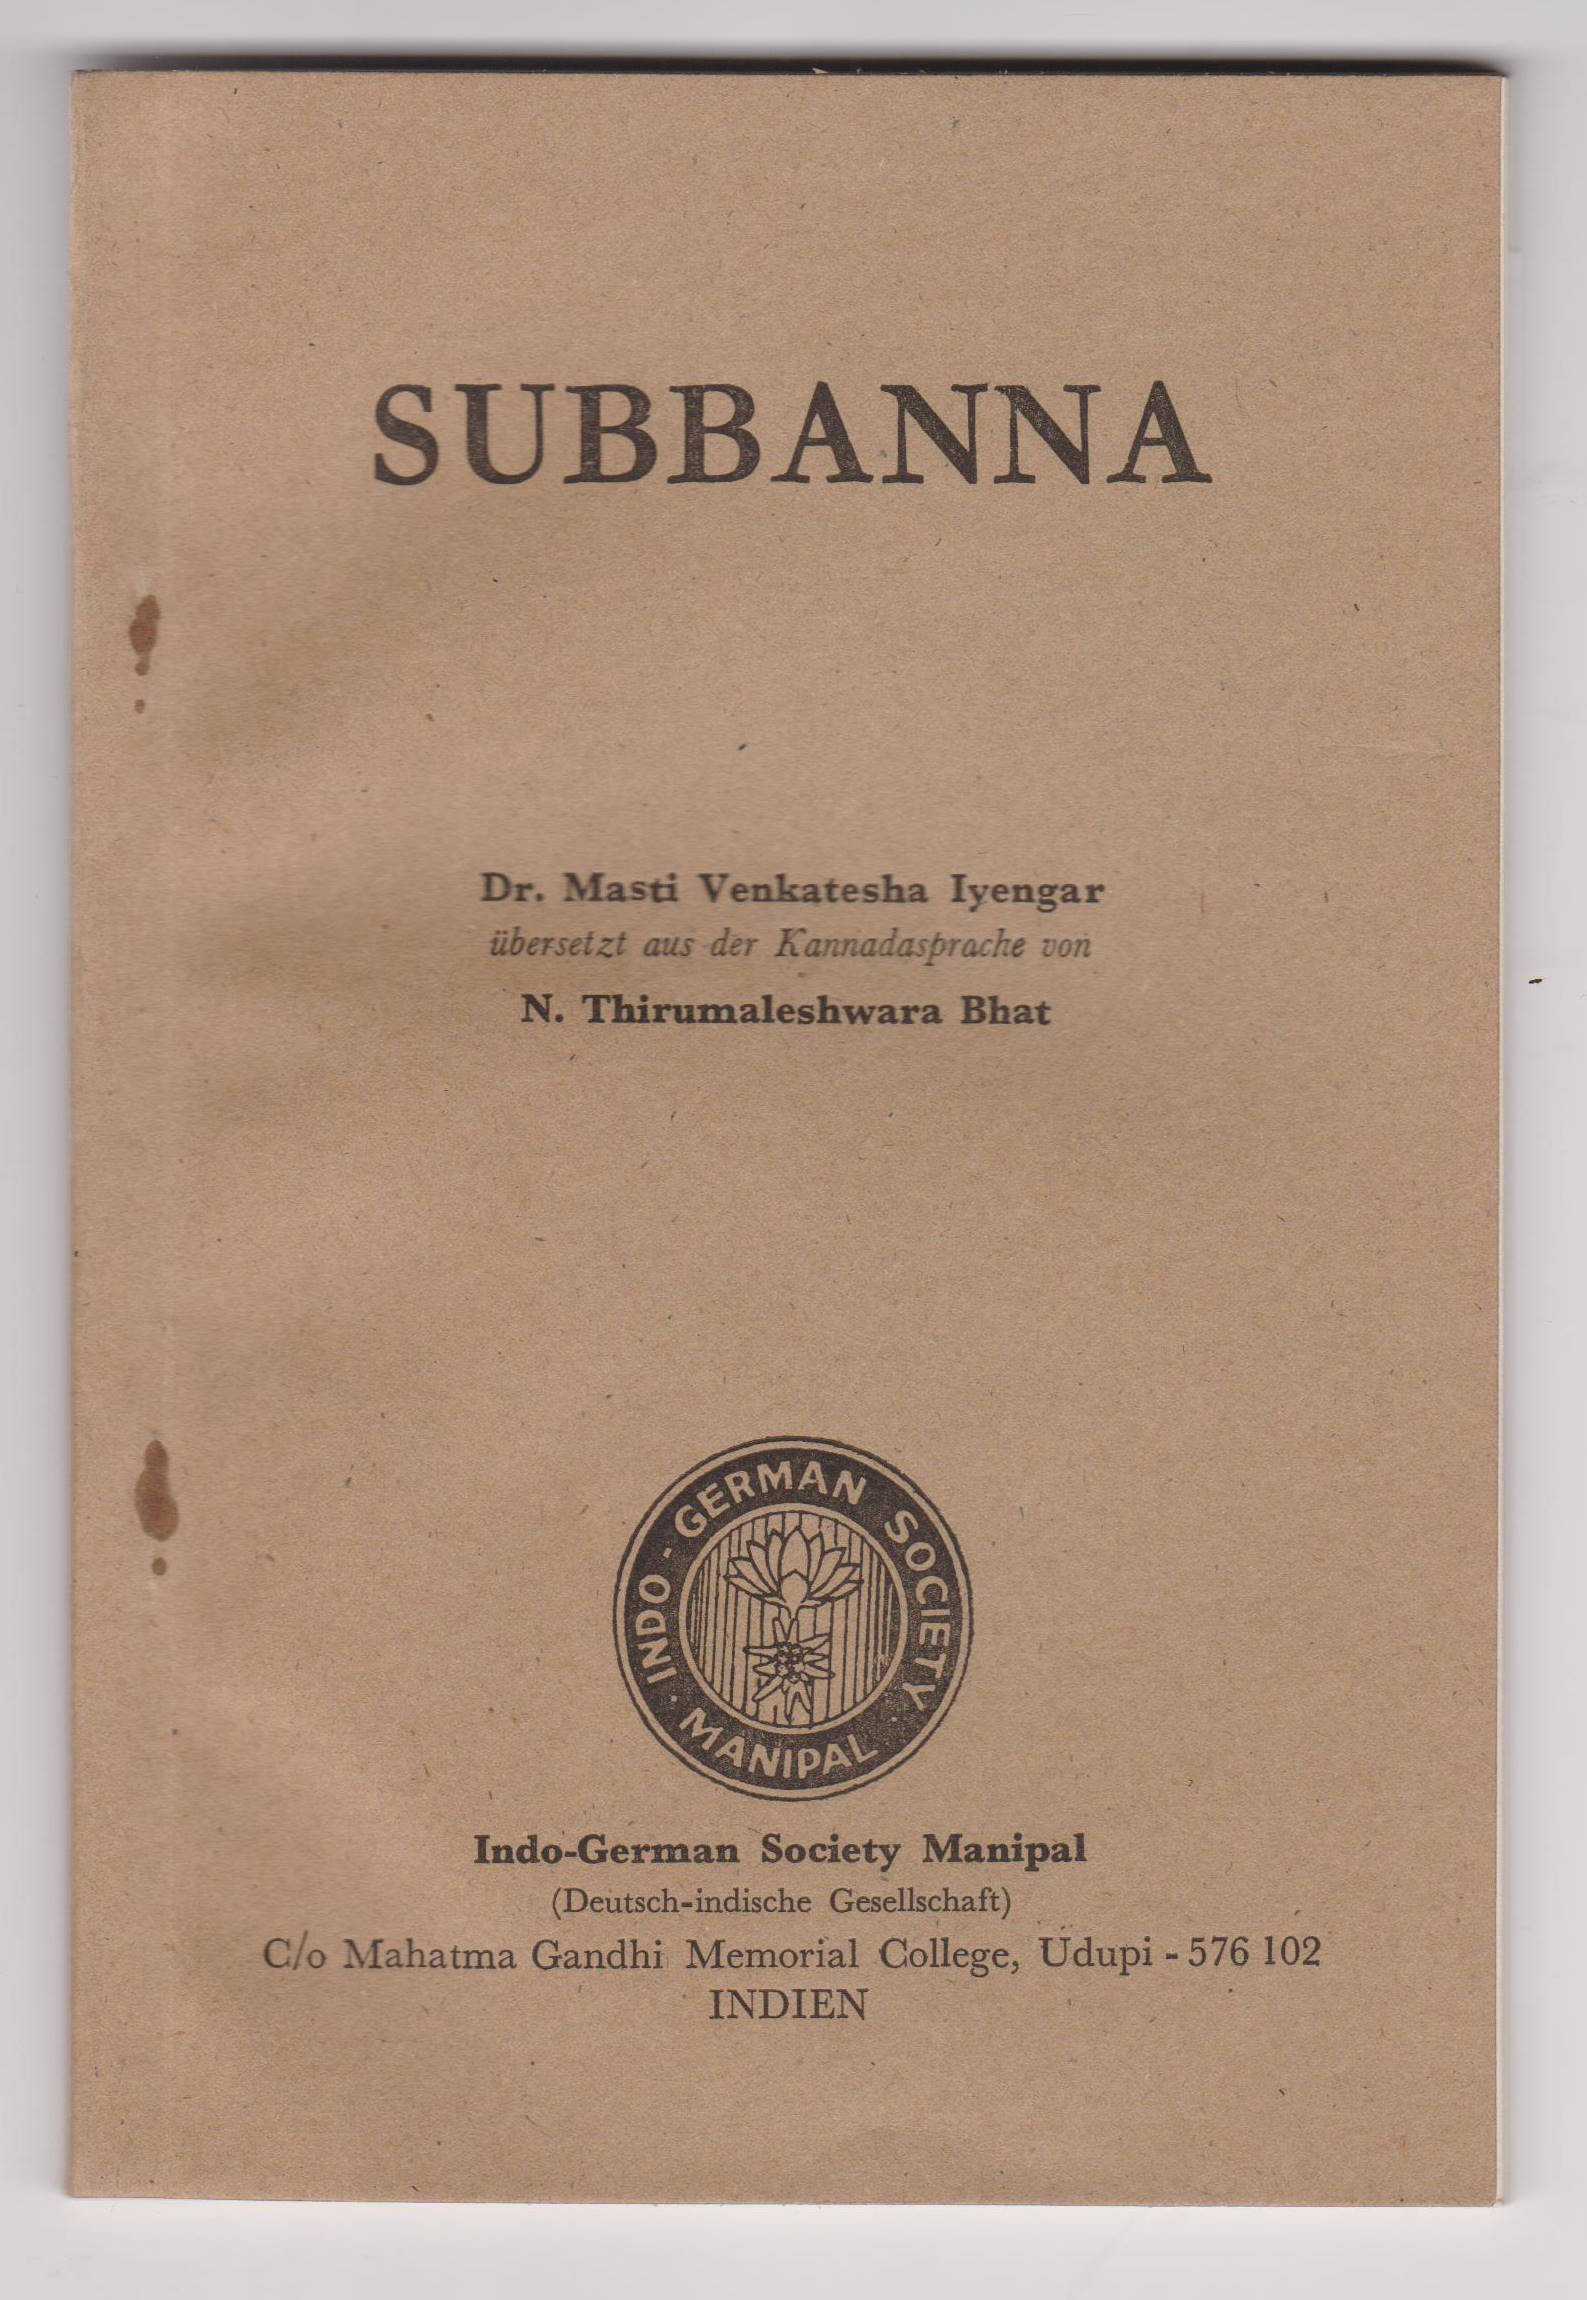 SUBBANNA
Dr. Masti Venkatesha Iyengar
übersetzt aus der Kannadasprache von
N. Thirumaleshwara Bhat
INDO - GERMAN SOCIETY · MANIPAL ·
Indo-German Society Manipal
(Deutsch-indische Gesellschaft)
C/o Mahatma Gandhi Memorial College, Udupi - 576 102
INDIEN